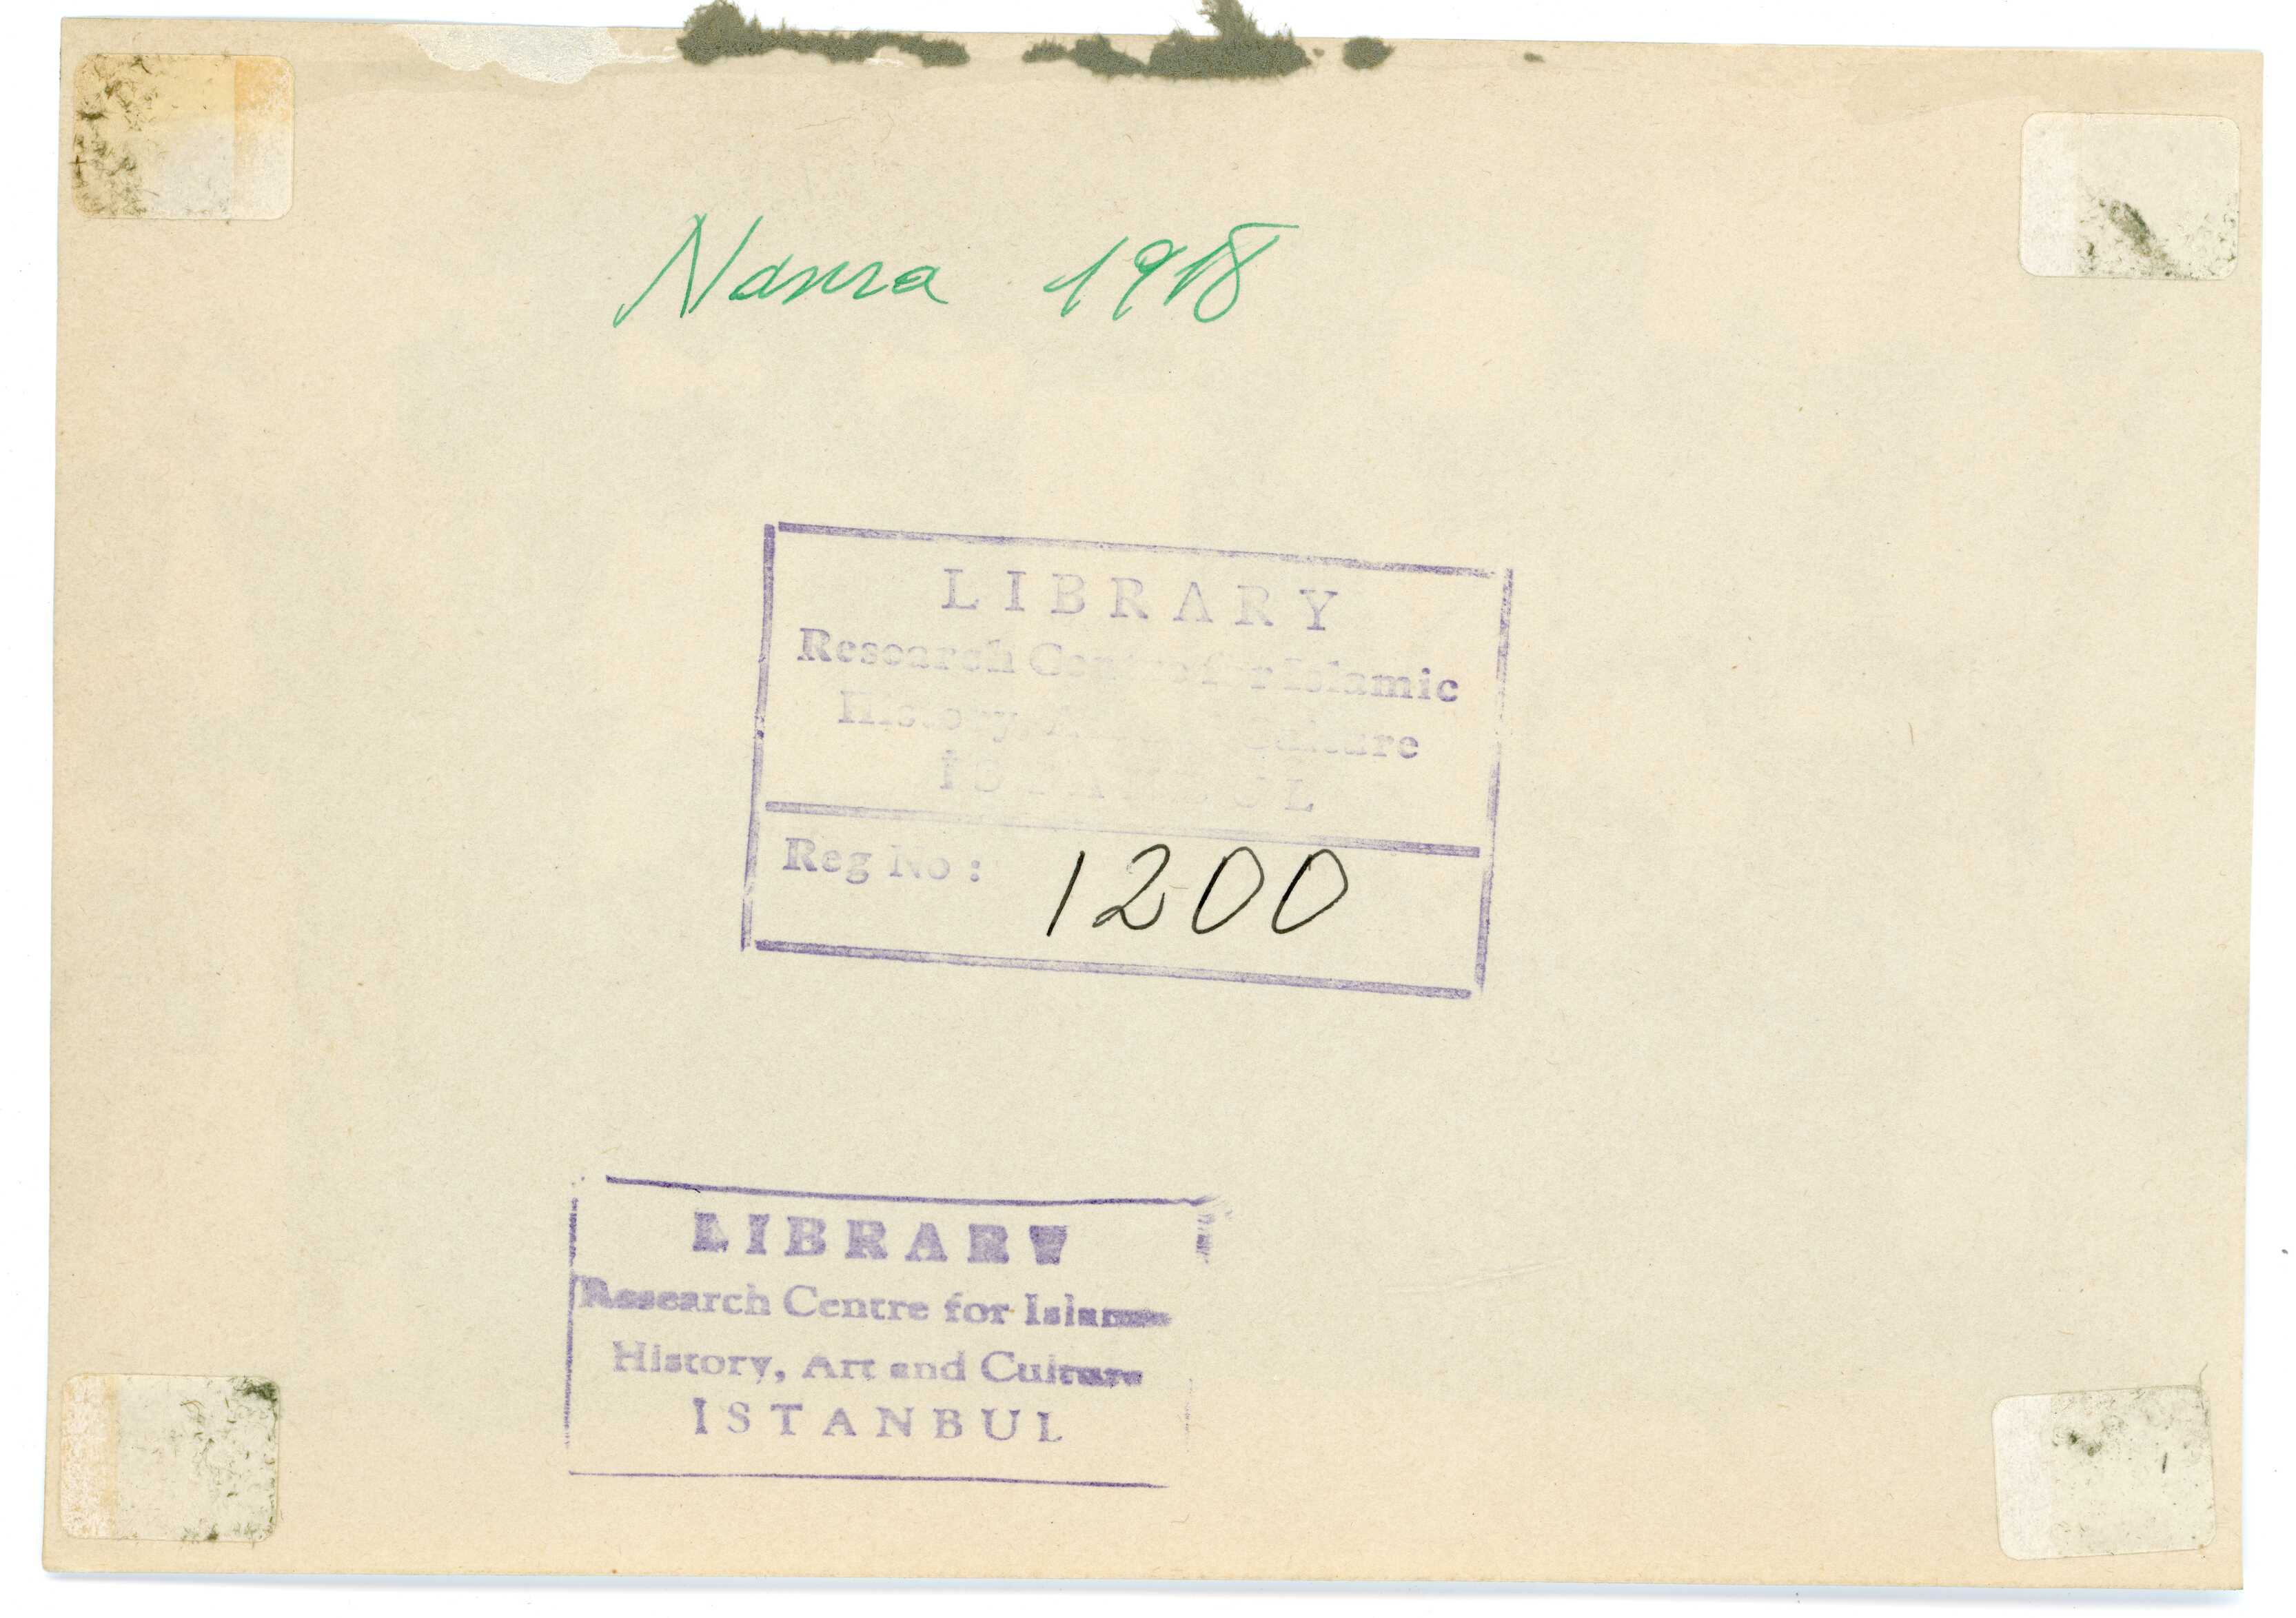 1918
LIBRARY
Research Centre for Islamic
History, Art and Culture
ISTANBUL
Reg No: 1200
LIBRARY
Research Centre for Islamic
History, Art and Culture
ISTANBUL